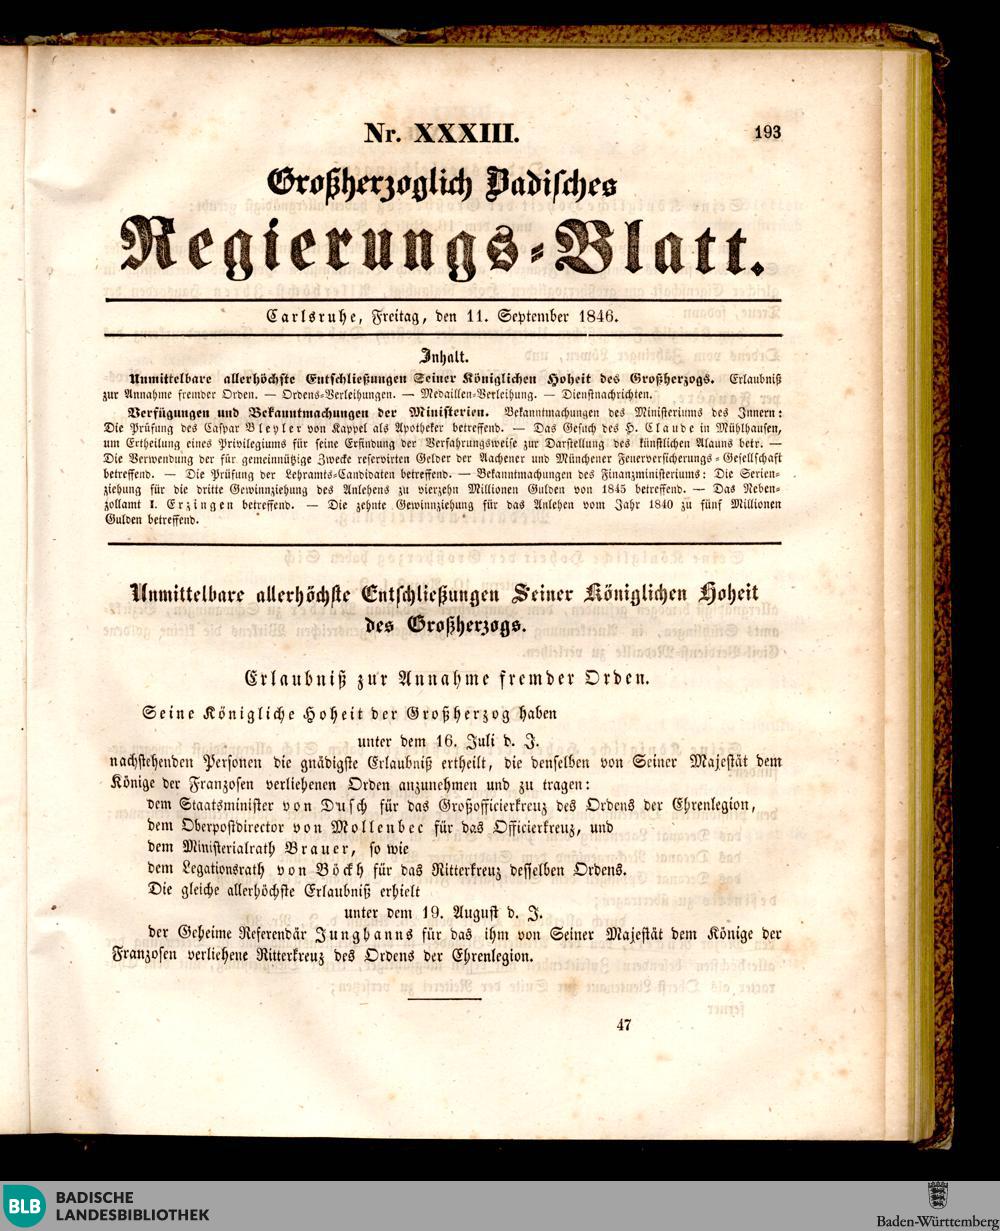 Nr. XXXIII.
193
Großherzoglich Badisches
Regierungs-Blatt.
Carlsruhe, Freitag, den 11. September 1846.
Inhalt.
Unmittelbare allerhöchste Entschließungen Seiner Königlichen Hoheit des Großherzogs. Erlaubniß
zur Annahme fremder Orden. — Ordens-Verleihungen. — Medaillen-Verleihung. — Dienstnachrichten.
Verfügungen und Bekanntmachungen der Ministerien. Bekanntmachungen des Ministeriums des Innern:
Die Prüfung des Caspar Bleyler von Kappel als Apotheker betreffend. — Das Gesuch des H. Claude in Mühlhausen,
um Ertheilung eines Privilegiums für seine Erfindung der Verfahrungsweise zur Darstellung des künstlichen Alauns betr. —
Die Verwendung der für gemeinnützige Zwecke reservirten Gelder der Aachener und Münchener Feuerversicherungs-Gesellschaft
betreffend. — Die Prüfung der Lehramts-Candidaten betreffend. — Bekanntmachungen des Finanzministeriums: Die Serien-
ziehung für die dritte Gewinnziehung des Anlehens zu vierzehn Millionen Gulden von 1845 betreffend. — Das Neben-
zollamt I. Erzingen betreffend. — Die zehnte Gewinnziehung für das Anlehen vom Jahr 1840 zu fünf Millionen
Gulden betreffend.
Unmittelbare allerhöchste Entschließungen Seiner Königlichen Hoheit
des Großherzogs.
Erlaubniß zur Annahme fremder Orden.
Seine Königliche Hoheit der Großherzog haben
unter dem 16. Juli d. J.
nachstehenden Personen die gnädigste Erlaubniß ertheilt, die denselben von Seiner Majestät dem
Könige der Franzosen verliehenen Orden anzunehmen und zu tragen:
dem Staatsminister von Dusch für das Großofficierkreuz des Ordens der Ehrenlegion,
dem Oberpostdirector von Mollenbec für das Officierkreuz, und
dem Ministerialrath Brauer, so wie
dem Legationsrath von Böckh für das Ritterkreuz desselben Ordens.
Die gleiche allerhöchste Erlaubniß erhielt
unter dem 19. August d. J.
der Geheime Referendär Junghanns für das ihm von Seiner Majestät dem Könige der
Franzosen verliehene Ritterkreuz des Ordens der Ehrenlegion.
47
BLB BADISCHE
LANDESBIBLIOTHEK
Baden-Württemberg